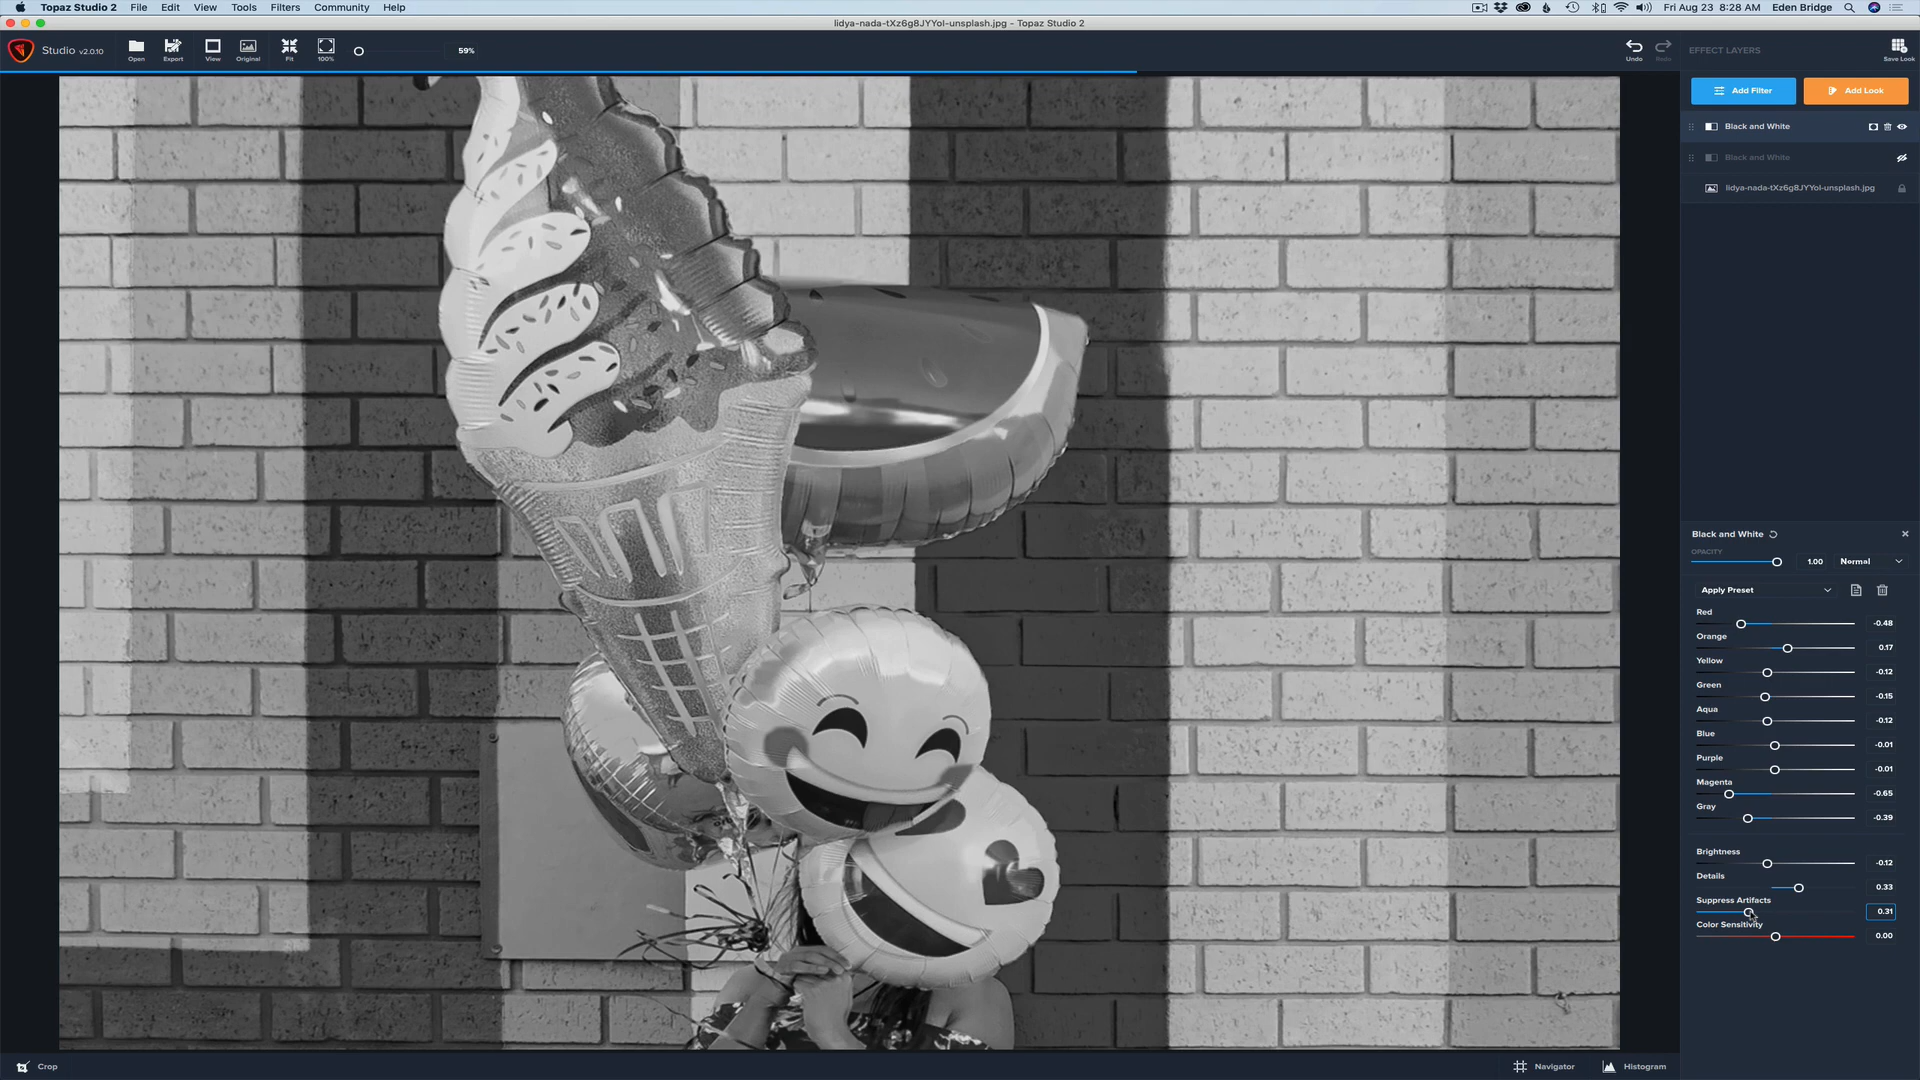 Topaz Studio 2 File Edit View Tools Filters Community Help Fri Aug 23 8:28 AM Eden Bridge
lidya-nada-tXz6g8JYYoI-unsplash.jpg - Topaz Studio 2
Studio v2.0.10
Open Export View Original Fit 100% 59% Undo Redo
EFFECT LAYERS
Save Look
Add Filter Add Look
Black and White
Black and White
lidya-nada-tXz6g8JYYoI-unsplash.jpg
Black and White
OPACITY
1.00 Normal
Apply Preset
Red
-0.48
Orange
0.17
Yellow
-0.12
Green
-0.15
Aqua
-0.12
Blue
-0.01
Purple
-0.01
Magenta
-0.65
Gray
-0.39
Brightness
-0.12
Details
0.33
Suppress Artifacts
0.31
Color Sensitivity
0.00
Crop Navigator Histogram